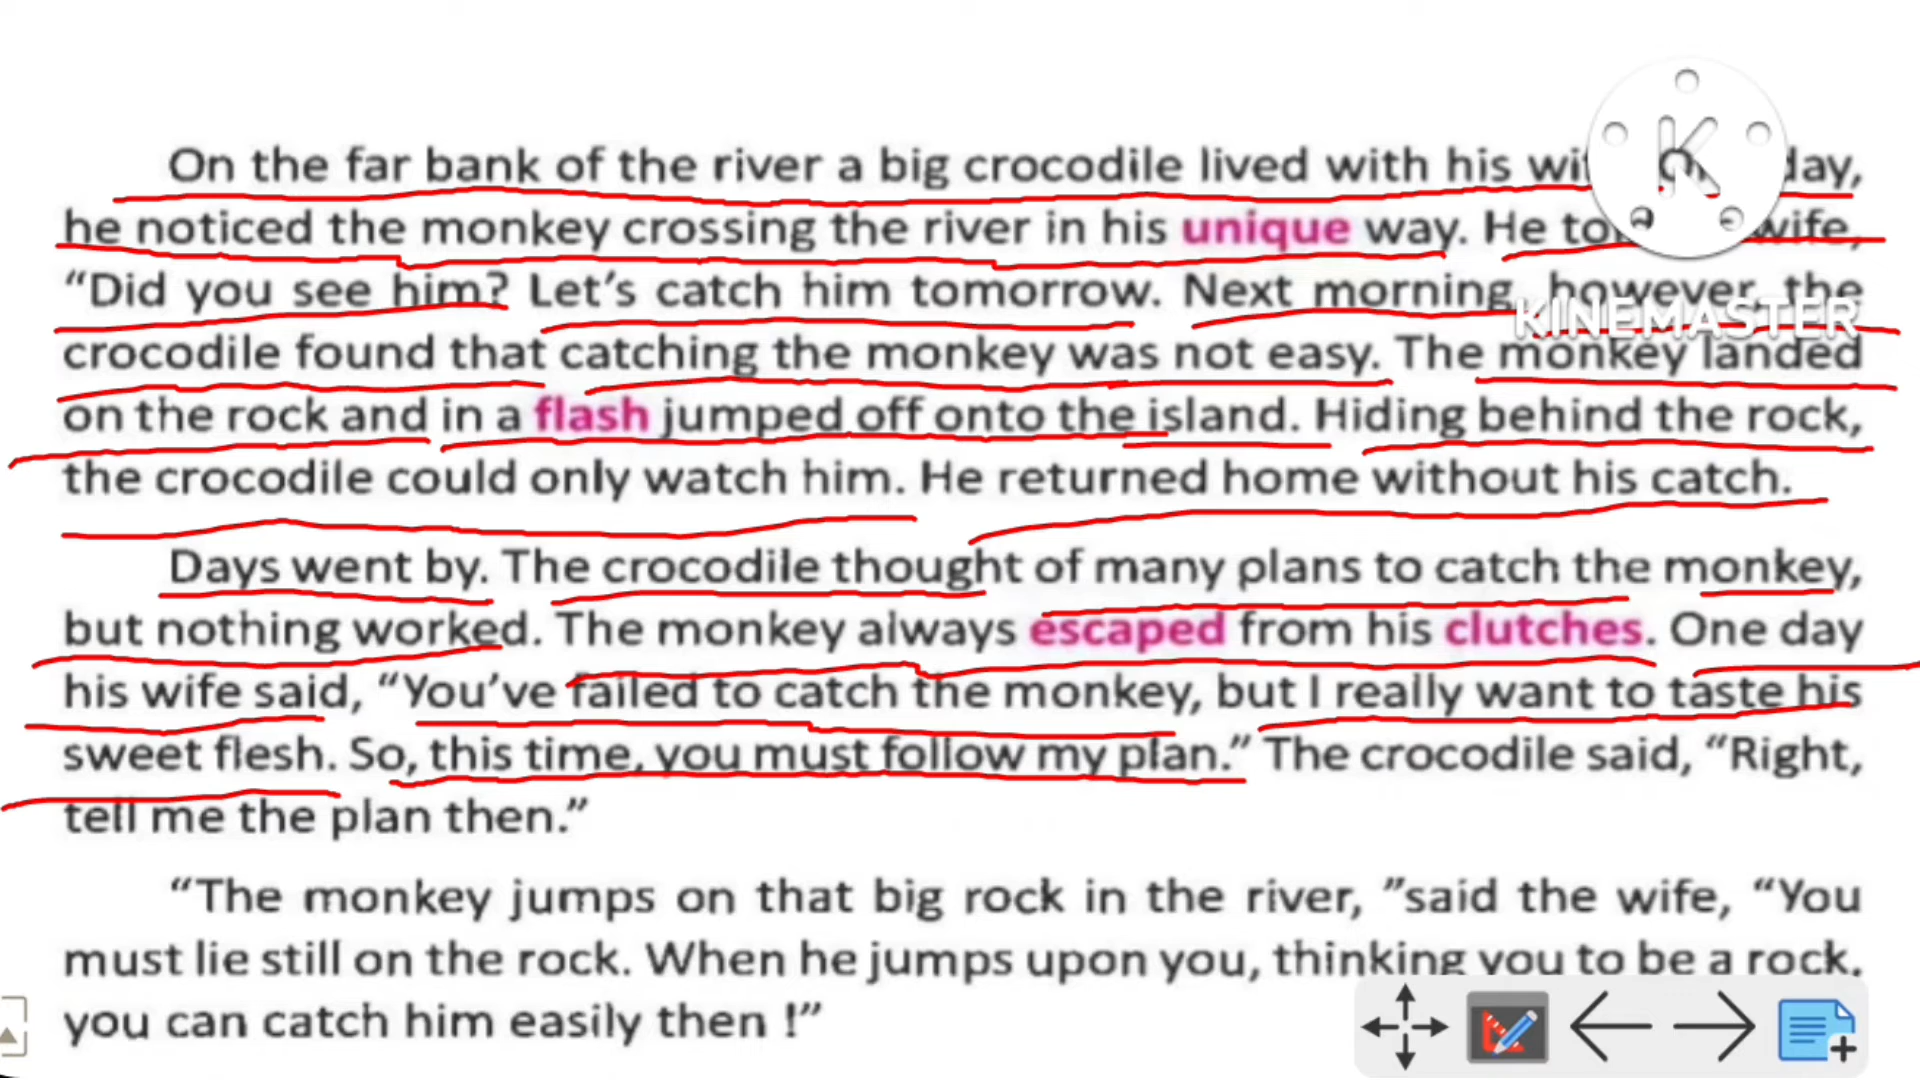 On the far bank of the river a big crocodile lived with his day,
he noticed the monkey crossing the river in his unique way. He wife,
“Did you see him? Let’s catch him tomorrow. Next morning, however, the
KINEMASTER
crocodile found that catching the monkey was not easy. The monkey landed
on the rock and in a flash jumped off onto the island. Hiding behind the rock,
the crocodile could only watch him. He returned home without his catch.
Days went by. The crocodile thought of many plans to catch the monkey,
but nothing worked. The monkey always escaped from his clutches. One day
his wife said, “You’ve failed to catch the monkey, but I really want to taste his
sweet flesh. So, this time, you must follow my plan.” The crocodile said, “Right,
tell me the plan then.”
“The monkey jumps on that big rock in the river, ”said the wife, “You
must lie still on the rock. When he jumps upon you, thinking you to be a rock,
you can catch him easily then !”